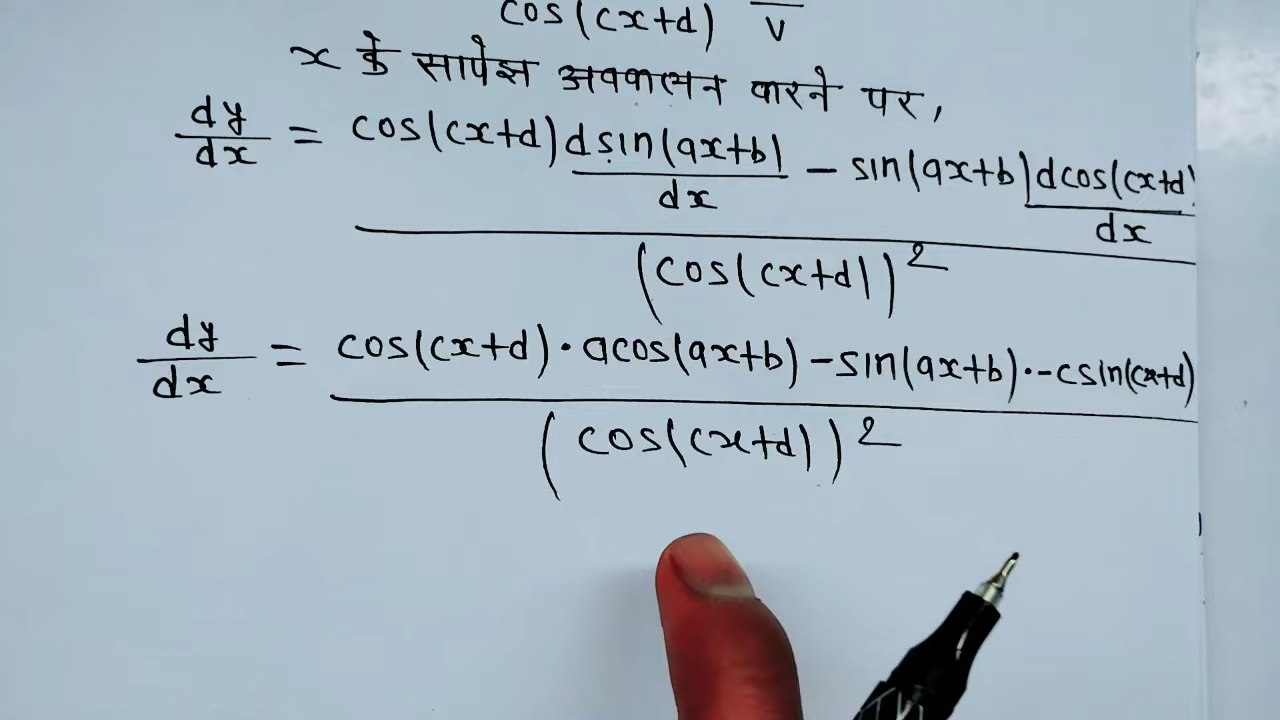 cos(cx+d) v
x के सापेक्ष अवकलन करने पर,
dy/dx = cos(cx+d) dsin(ax+b)/dx - sin(ax+b) dcos(cx+d)/dx
(cos(cx+d))²
dy/dx = cos(cx+d)·acos(ax+b) - sin(ax+b)·-csin(cx+d)
(cos(cx+d))²